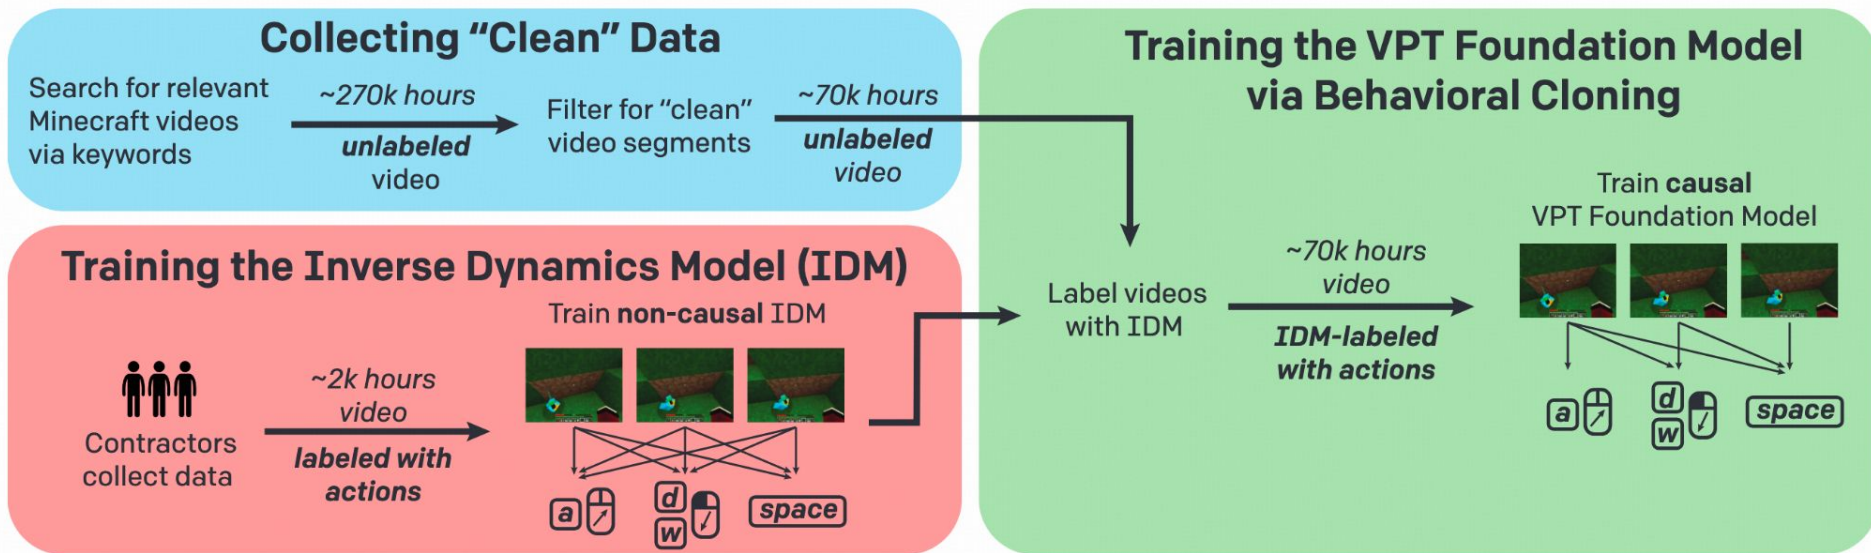 Collecting “Clean” Data
Search for relevant
Minecraft videos
via keywords
~270k hours
unlabeled
video
Filter for “clean”
video segments
~70k hours
unlabeled
video
Training the Inverse Dynamics Model (IDM)
Contractors
collect data
~2k hours
video
labeled with
actions
Train non-causal IDM
a
d
w
space
Training the VPT Foundation Model
via Behavioral Cloning
Label videos
with IDM
~70k hours
video
IDM-labeled
with actions
Train causal
VPT Foundation Model
a
d
w
space